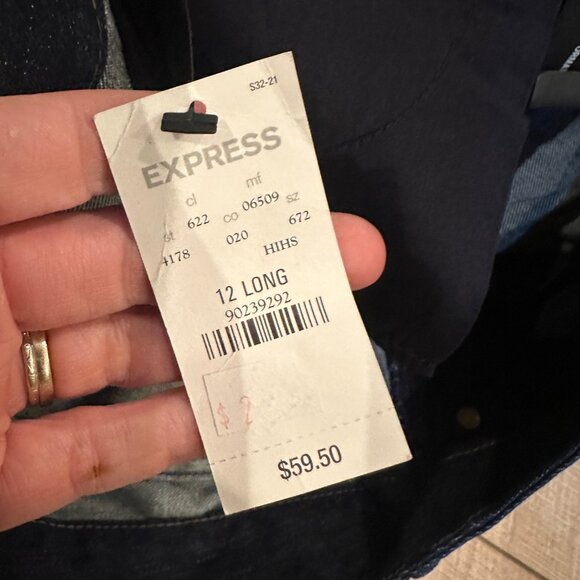 S32-21
EXPRESS
cl mf
622 06509 sz
st co 672
4178 020
HIHS
12 LONG
90239292
$ 2
$59.50